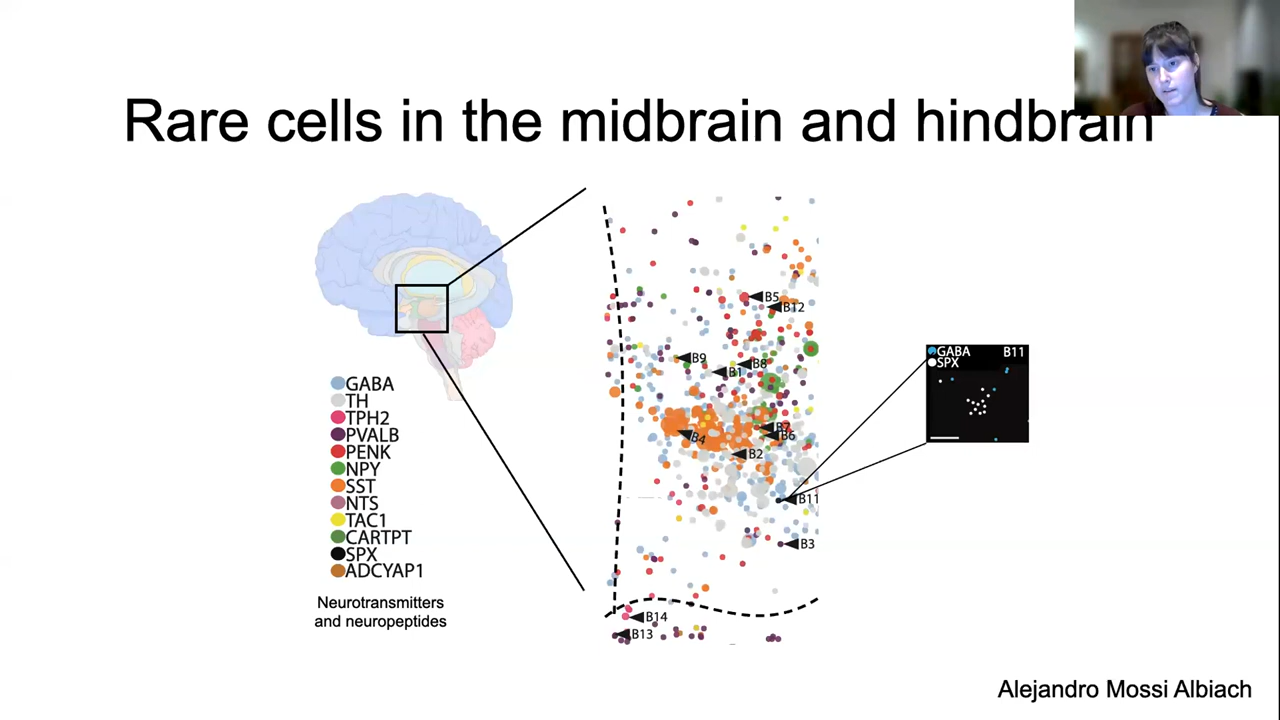 Rare cells in the midbrain and hindbrain
GABA
TH
TPH2
PVALB
PENK
NPY
SST
NTS
TAC1
CARTPT
SPX
ADCYAP1
Neurotransmitters
and neuropeptides
B5
B12
B9
B8
B1
B7
B6
B4
B2
B11
B3
B14
B13
GABA B11
SPX
Alejandro Mossi Albiach